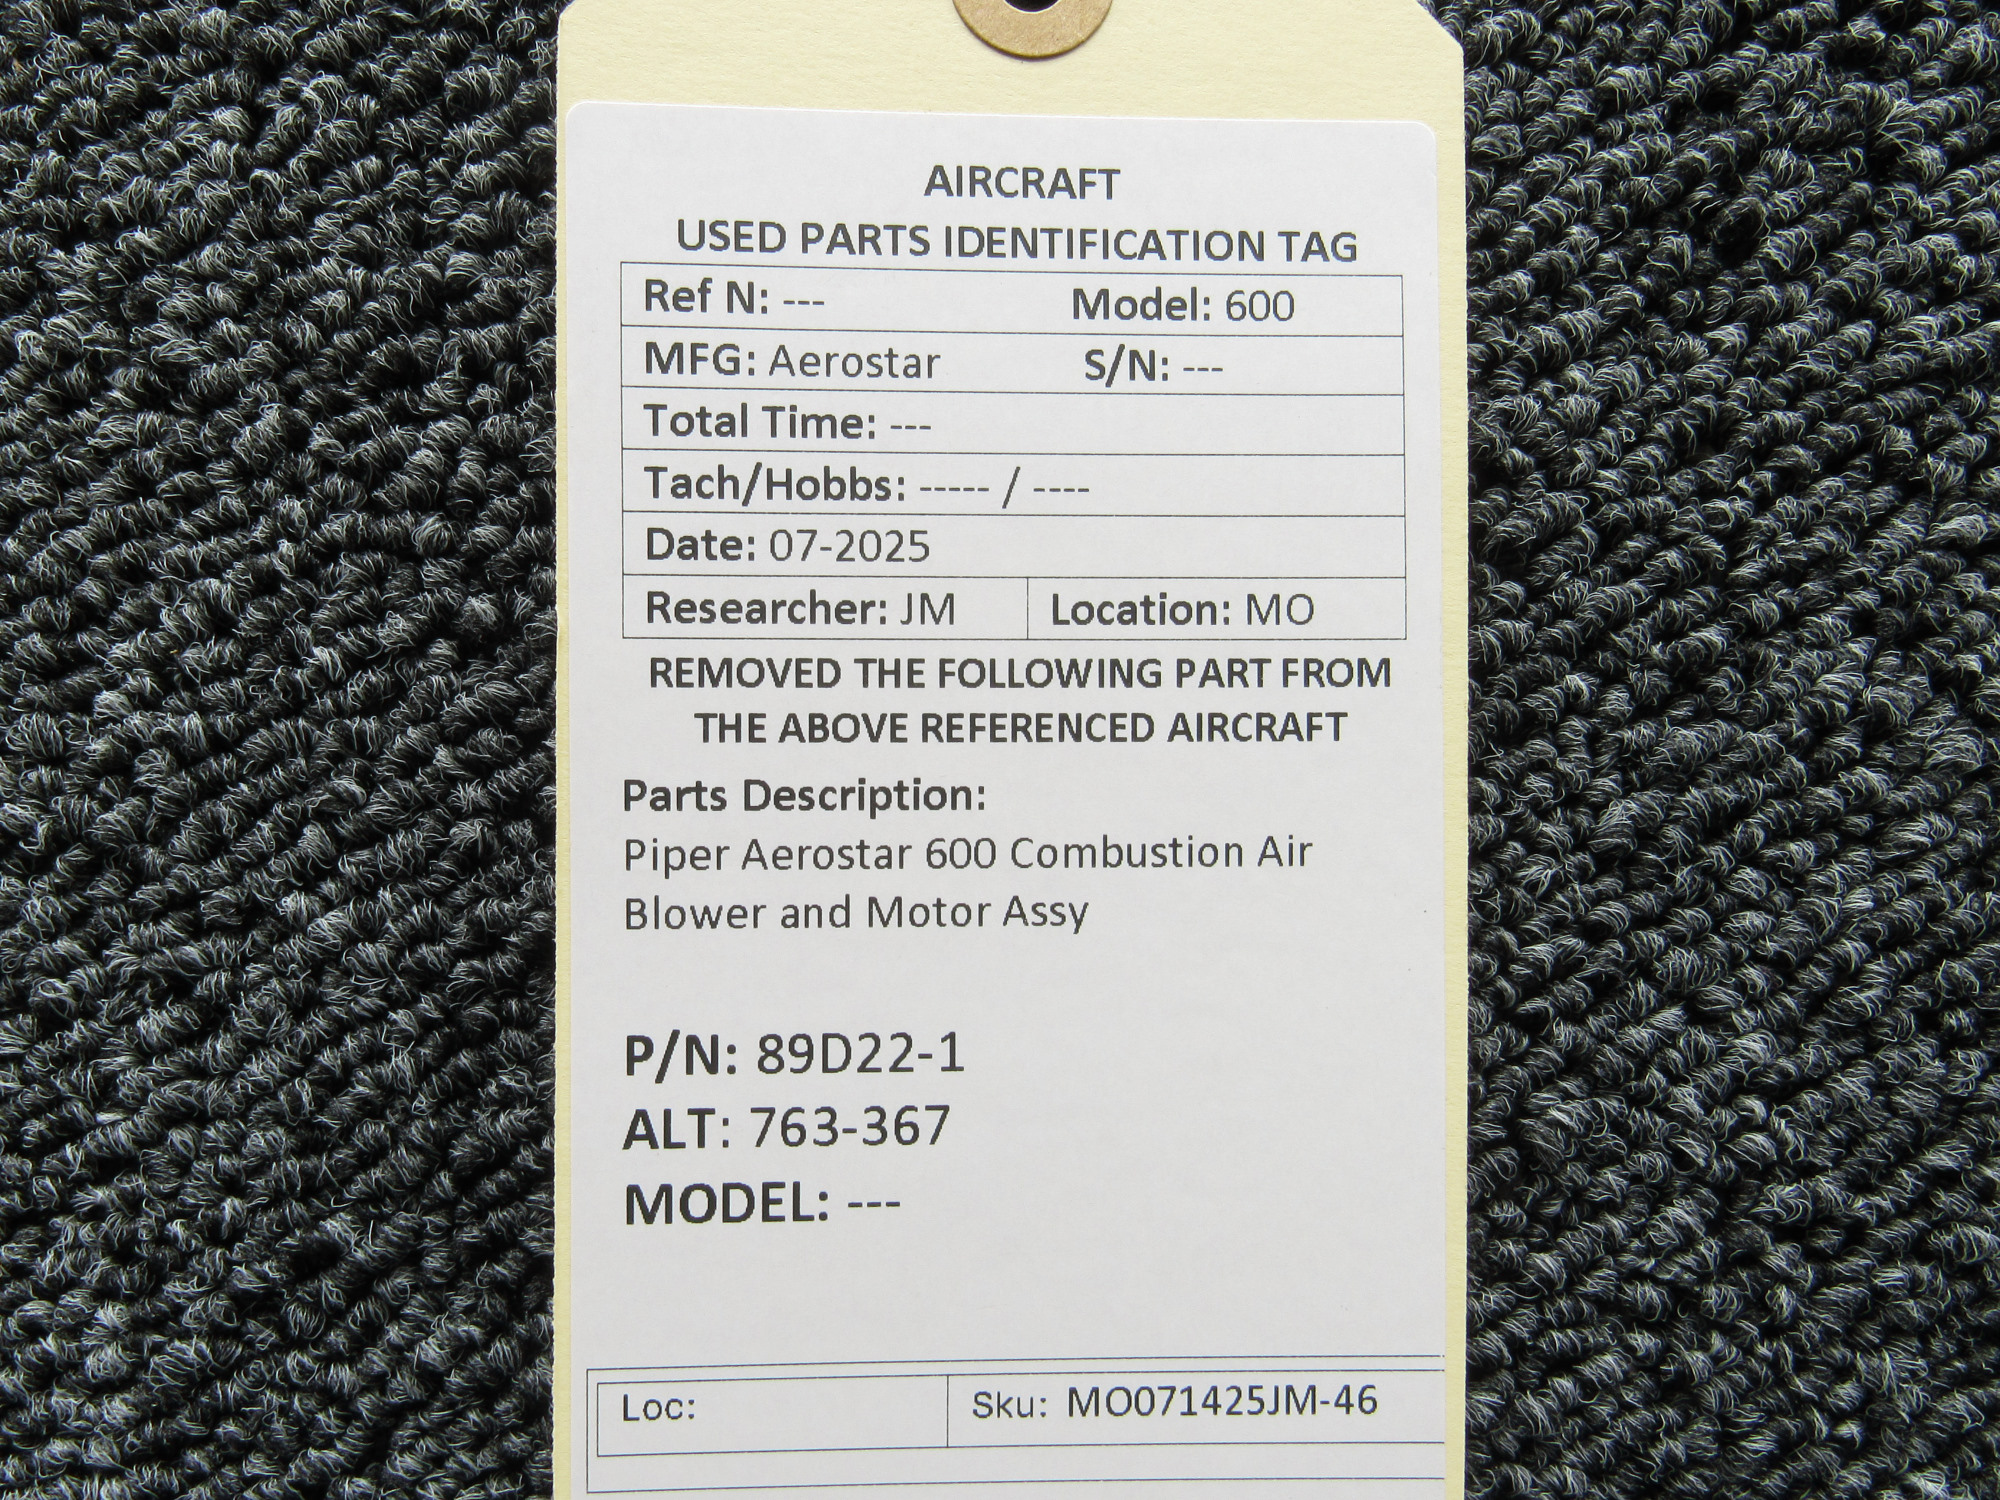 AIRCRAFT
USED PARTS IDENTIFICATION TAG
Ref N: --- Model: 600
MFG: Aerostar S/N: ---
Total Time: ---
Tach/Hobbs: ----- / ----
Date: 07-2025
Researcher: JM Location: MO
REMOVED THE FOLLOWING PART FROM
THE ABOVE REFERENCED AIRCRAFT
Parts Description:
Piper Aerostar 600 Combustion Air
Blower and Motor Assy
P/N: 89D22-1
ALT: 763-367
MODEL: ---
Loc: Sku: MO071425JM-46